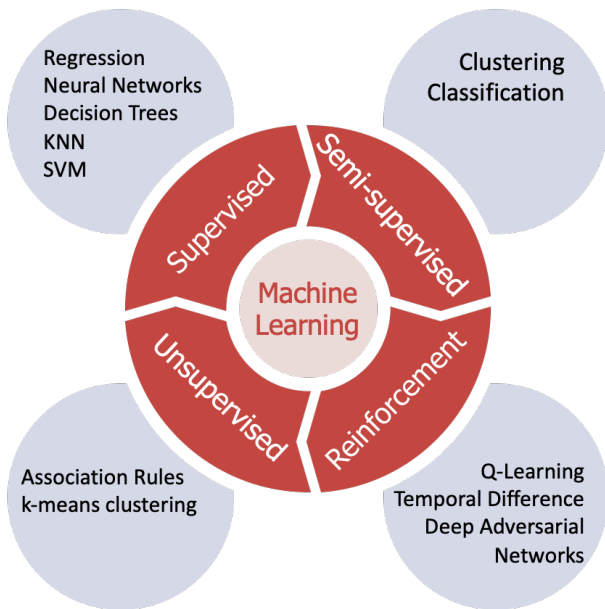 Regression
Neural Networks
Decision Trees
KNN
SVM
Clustering
Classification
Supervised
Semi-supervised
Machine
Learning
Unsupervised
Reinforcement
Association Rules
k-means clustering
Q-Learning
Temporal Difference
Deep Adversarial
Networks